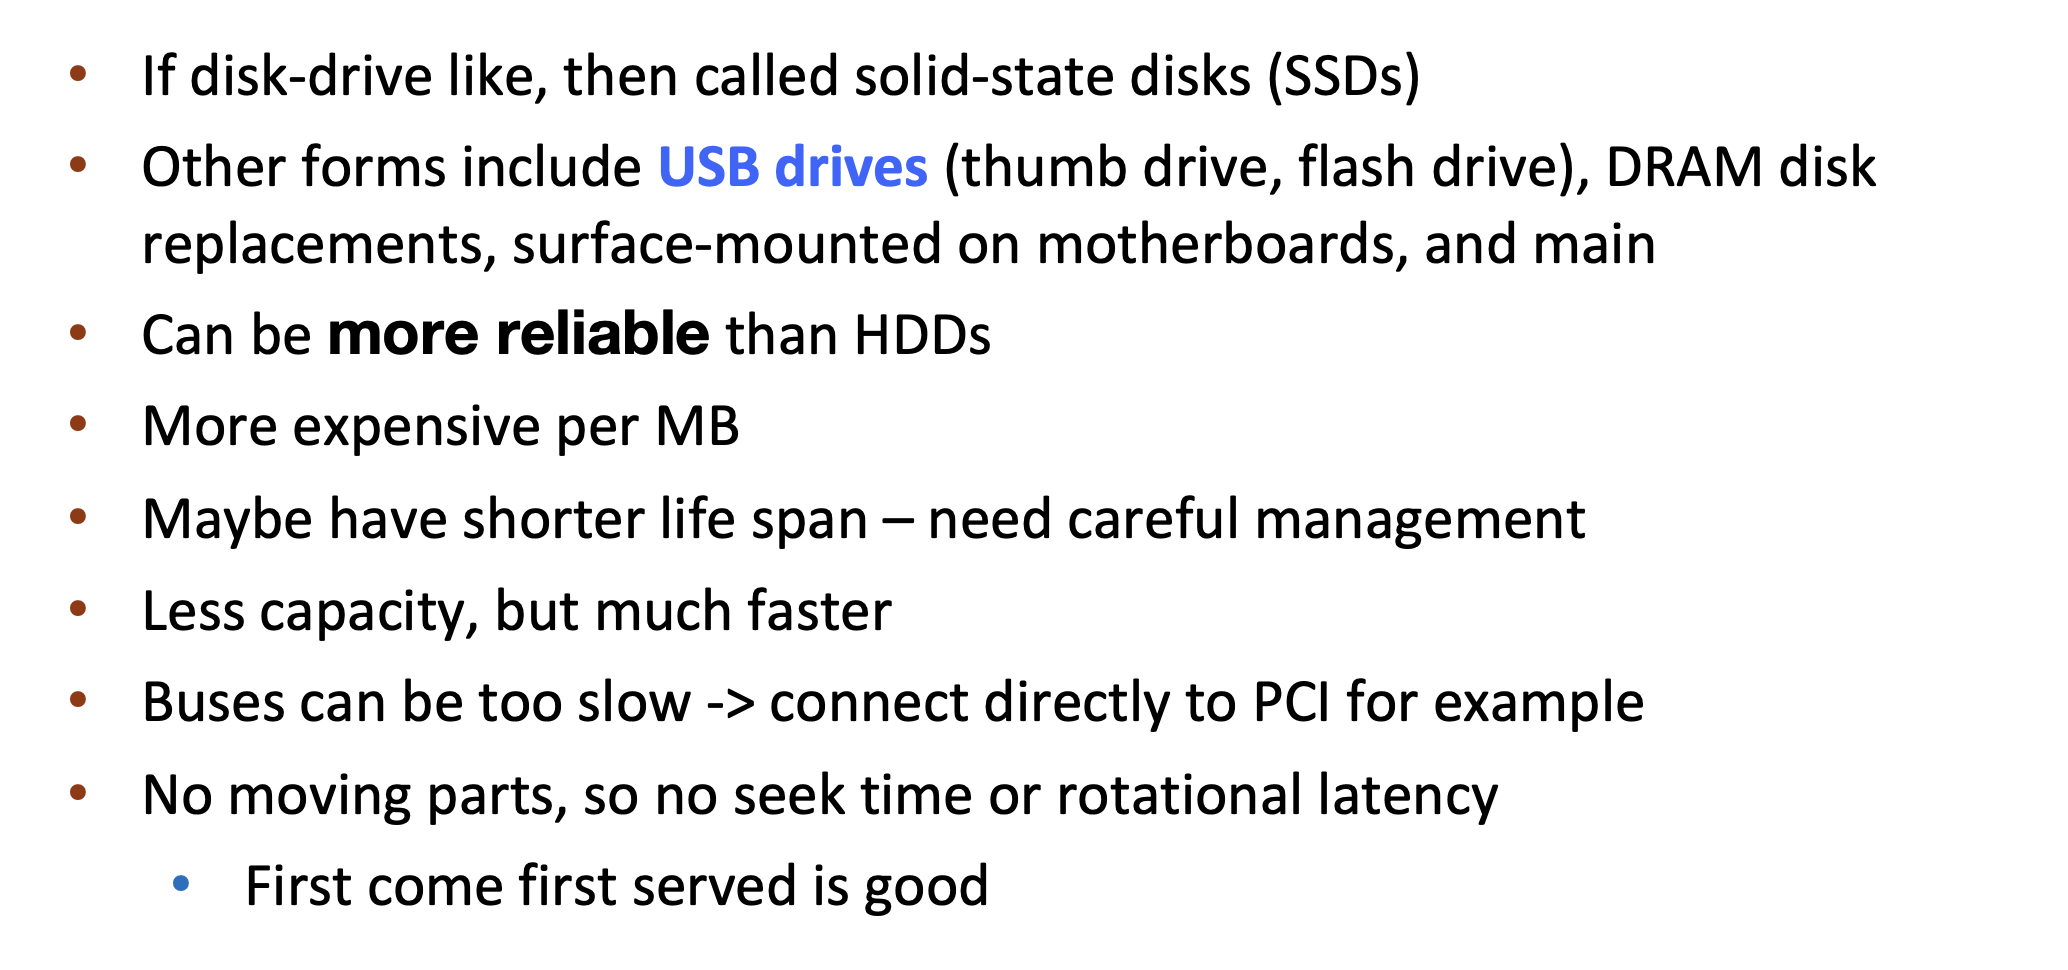 • If disk-drive like, then called solid-state disks (SSDs)
• Other forms include USB drives (thumb drive, flash drive), DRAM disk
replacements, surface-mounted on motherboards, and main
• Can be more reliable than HDDs
• More expensive per MB
• Maybe have shorter life span – need careful management
• Less capacity, but much faster
• Buses can be too slow -> connect directly to PCI for example
• No moving parts, so no seek time or rotational latency
• First come first served is good